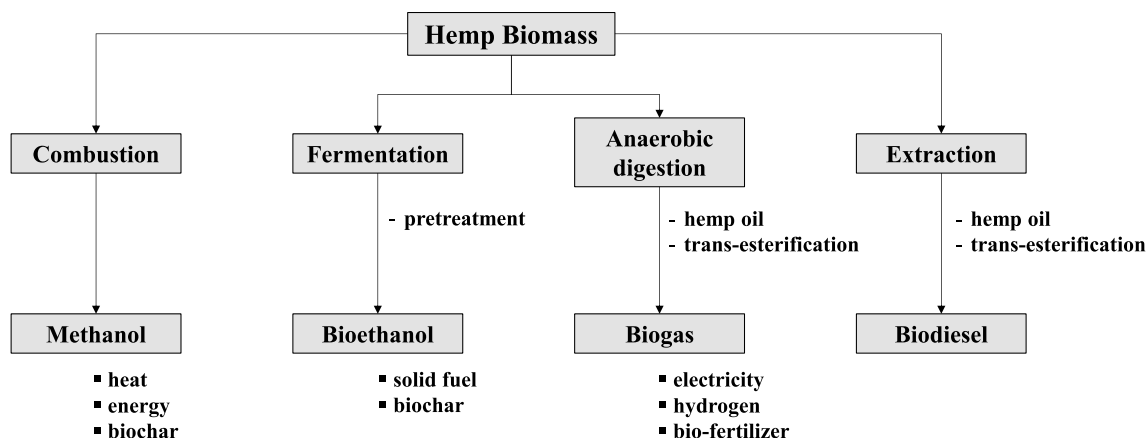 Hemp Biomass
Combustion
Fermentation
Anaerobic
digestion
Extraction
- pretreatment
- hemp oil
- trans-esterification
- hemp oil
- trans-esterification
Methanol
Bioethanol
Biogas
Biodiesel
▪ heat
▪ energy
▪ biochar
▪ solid fuel
▪ biochar
▪ electricity
▪ hydrogen
▪ bio-fertilizer